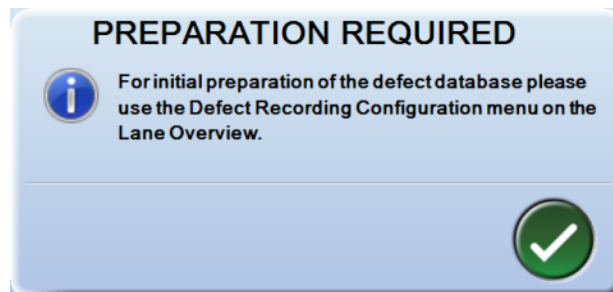 PREPARATION REQUIRED
For initial preparation of the defect database please
use the Defect Recording Configuration menu on the
Lane Overview.